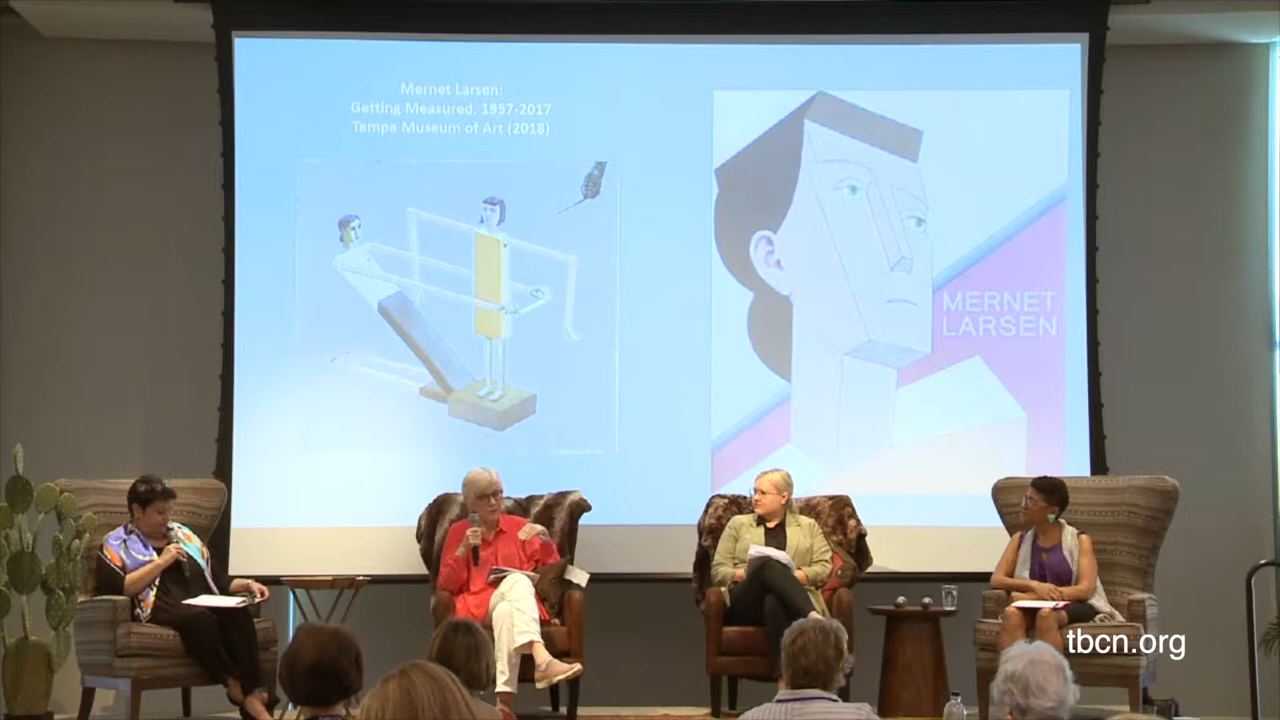 Mernet Larsen:
Getting Measured, 1957-2017
Tampa Museum of Art (2018)
MERNET
LARSEN
tbcn.org